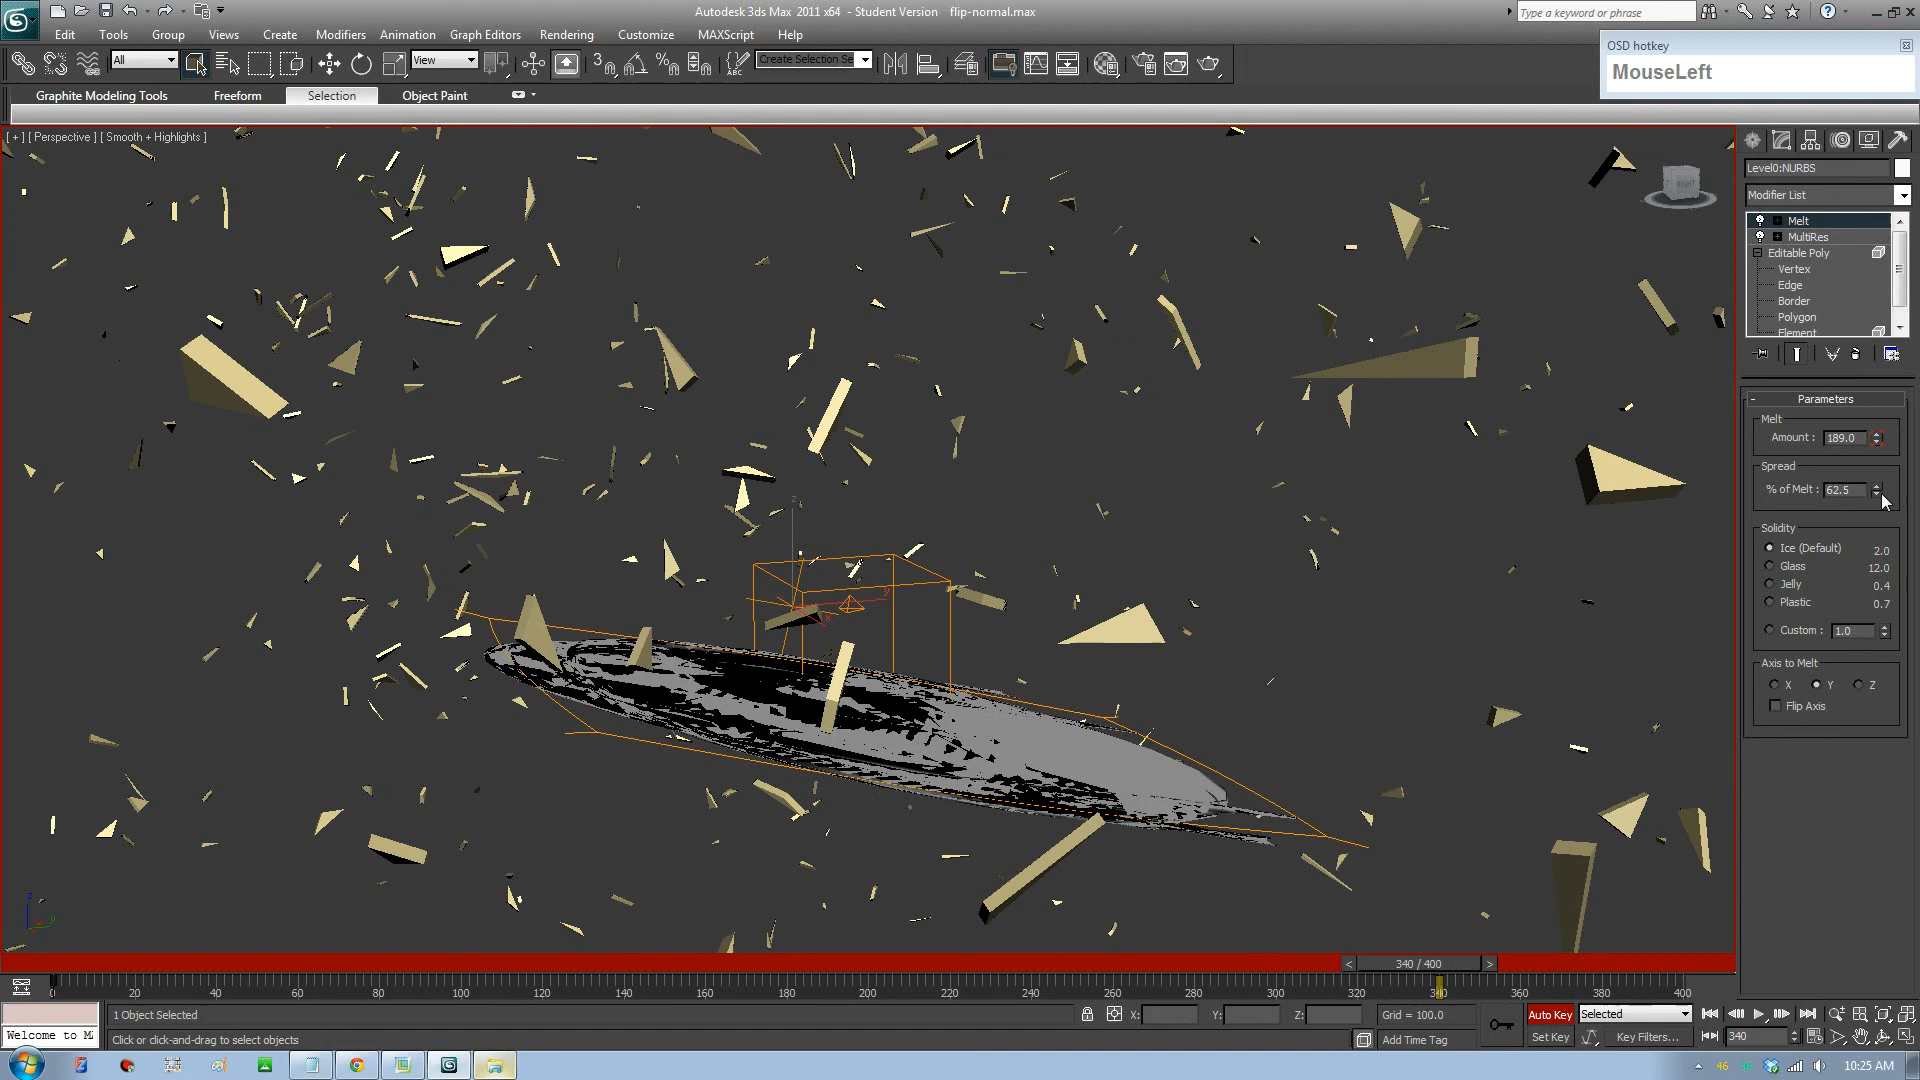 Autodesk 3ds Max 2011 x64 - Student Version flip-normal.max
Type a keyword or phrase
Edit Tools Group Views Create Modifiers Animation Graph Editors Rendering Customize MAXScript Help
OSD hotkey
MouseLeft
All
View
3
Create Selection Se
ABC
Graphite Modeling Tools Freeform Selection Object Paint
[ + ] [ Perspective ] [ Smooth + Highlights ]
RIGHT
Level0:NURBS
Modifier List
Melt
MultiRes
Editable Poly
Vertex
Edge
Border
Polygon
Element
Parameters
Melt
Amount : 189.0
Spread
% of Melt : 62.5
Solidity
Ice (Default) 2.0
Glass 12.0
Jelly 0.4
Plastic 0.7
Custom : 1.0
Axis to Melt
X Y Z
Flip Axis
z
y
x
< 340 / 400 >
0 20 40 60 80 100 120 140 160 180 200 220 240 260 280 300 320 340 360 380 400
1 Object Selected
X: Y: Z:
Grid = 100.0
Auto Key
Selected
Welcome to M
Click or click-and-drag to select objects
Add Time Tag
Set Key
Key Filters...
340
46
10:25 AM